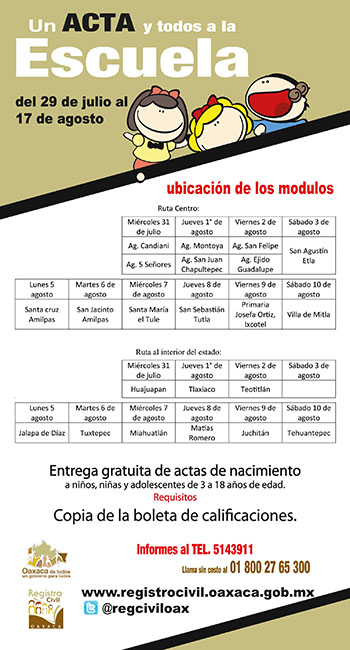 Un ACTA y todos a la
Escuela
del 29 de julio al
17 de agosto
ubicación de los modulos
Ruta Centro:
Miércoles 31 de julio Jueves 1° de agosto Viernes 2 de agosto Sábado 3 de agosto
Ag. Candiani Ag. Montoya Ag. San Felipe San Agustín Etla
Ag. 5 Señores Ag. San Juan Chapultepec Ag. Ejido Guadalupe
Lunes 5 agosto Martes 6 de agosto Miércoles 7 de agosto Jueves 8 de agosto Viernes 9 de agosto Sábado 10 de agosto
Santa cruz Amilpas San Jacinto Amilpas Santa María el Tule San Sebastián Tutla Primaria Josefa Ortiz, Ixcotel Villa de Mitla
Ruta al interior del estado:
Miércoles 31 de julio Jueves 1° de agosto Viernes 2 de agosto Sábado 3 de agosto
Huajuapan Tlaxiaco Teotitlán
Lunes 5 agosto Martes 6 de agosto Miércoles 7 de agosto Jueves 8 de agosto Viernes 9 de agosto Sábado 10 de agosto
Jalapa de Díaz Tuxtepec Miahuatlán Matías Romero Juchitán Tehuantepec
Entrega gratuita de actas de nacimiento
a niños, niñas y adolescentes de 3 a 18 años de edad.
Requisitos
Copia de la boleta de calificaciones.
Informes al TEL. 5143911
Llama sin costo al 01 800 27 65 300
Oaxaca de todos
un gobierno para todos
Registro
Civil
OAXACA
www.registrocivil.oaxaca.gob.mx
@regciviloax